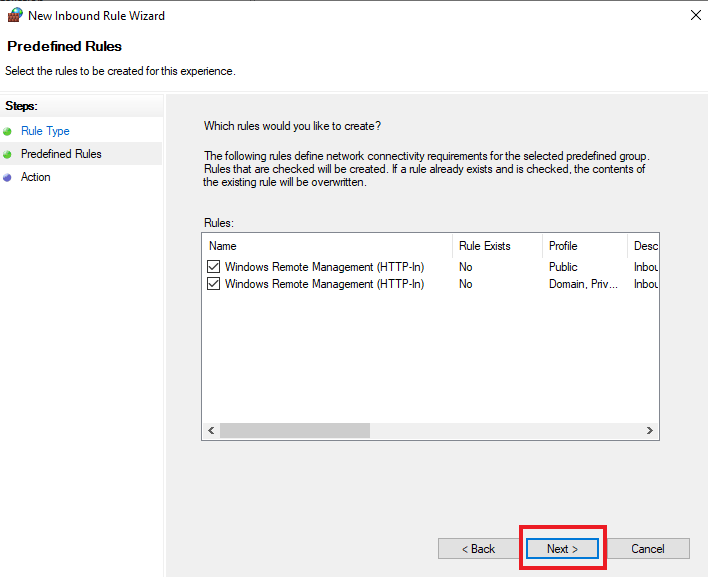 New Inbound Rule Wizard
Predefined Rules
Select the rules to be created for this experience.
Steps:
Rule Type
Predefined Rules
Action
Which rules would you like to create?
The following rules define network connectivity requirements for the selected predefined group.
Rules that are checked will be created. If a rule already exists and is checked, the contents of
the existing rule will be overwritten.
Rules:
Name Rule Exists Profile Desc
Windows Remote Management (HTTP-In) No Public Inbou
Windows Remote Management (HTTP-In) No Domain, Priv... Inbou
< Back Next > Cancel